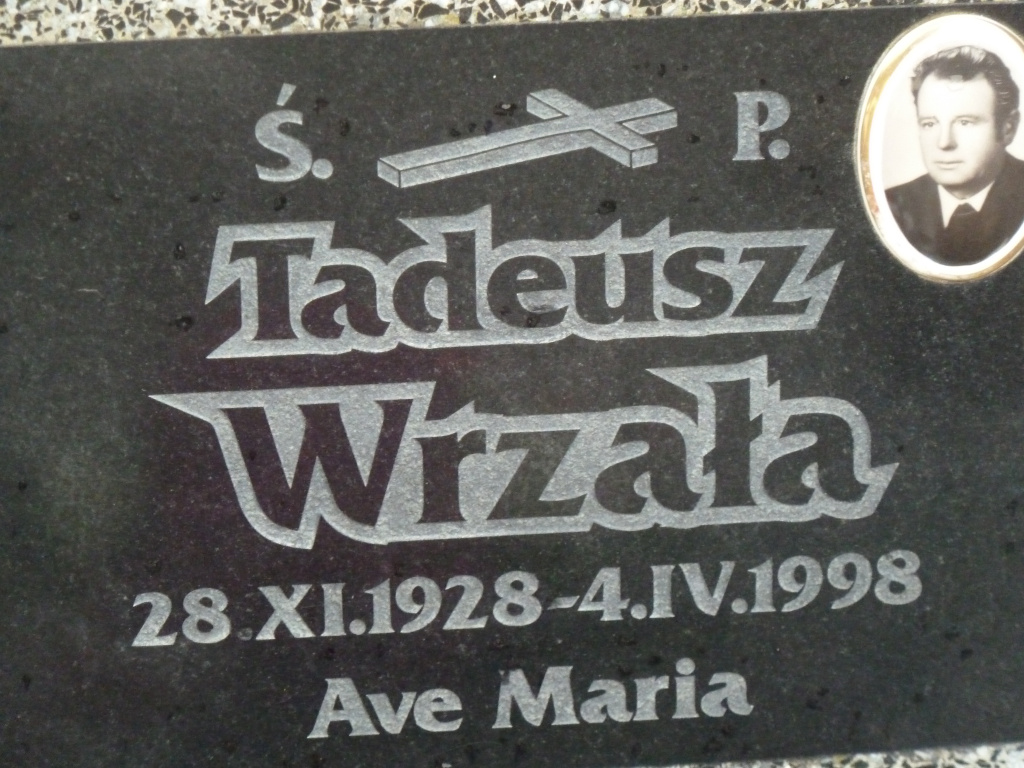 Ś. P.
Tadeusz
Wrzała
28.XI.1928-4.IV.1998
Ave Maria